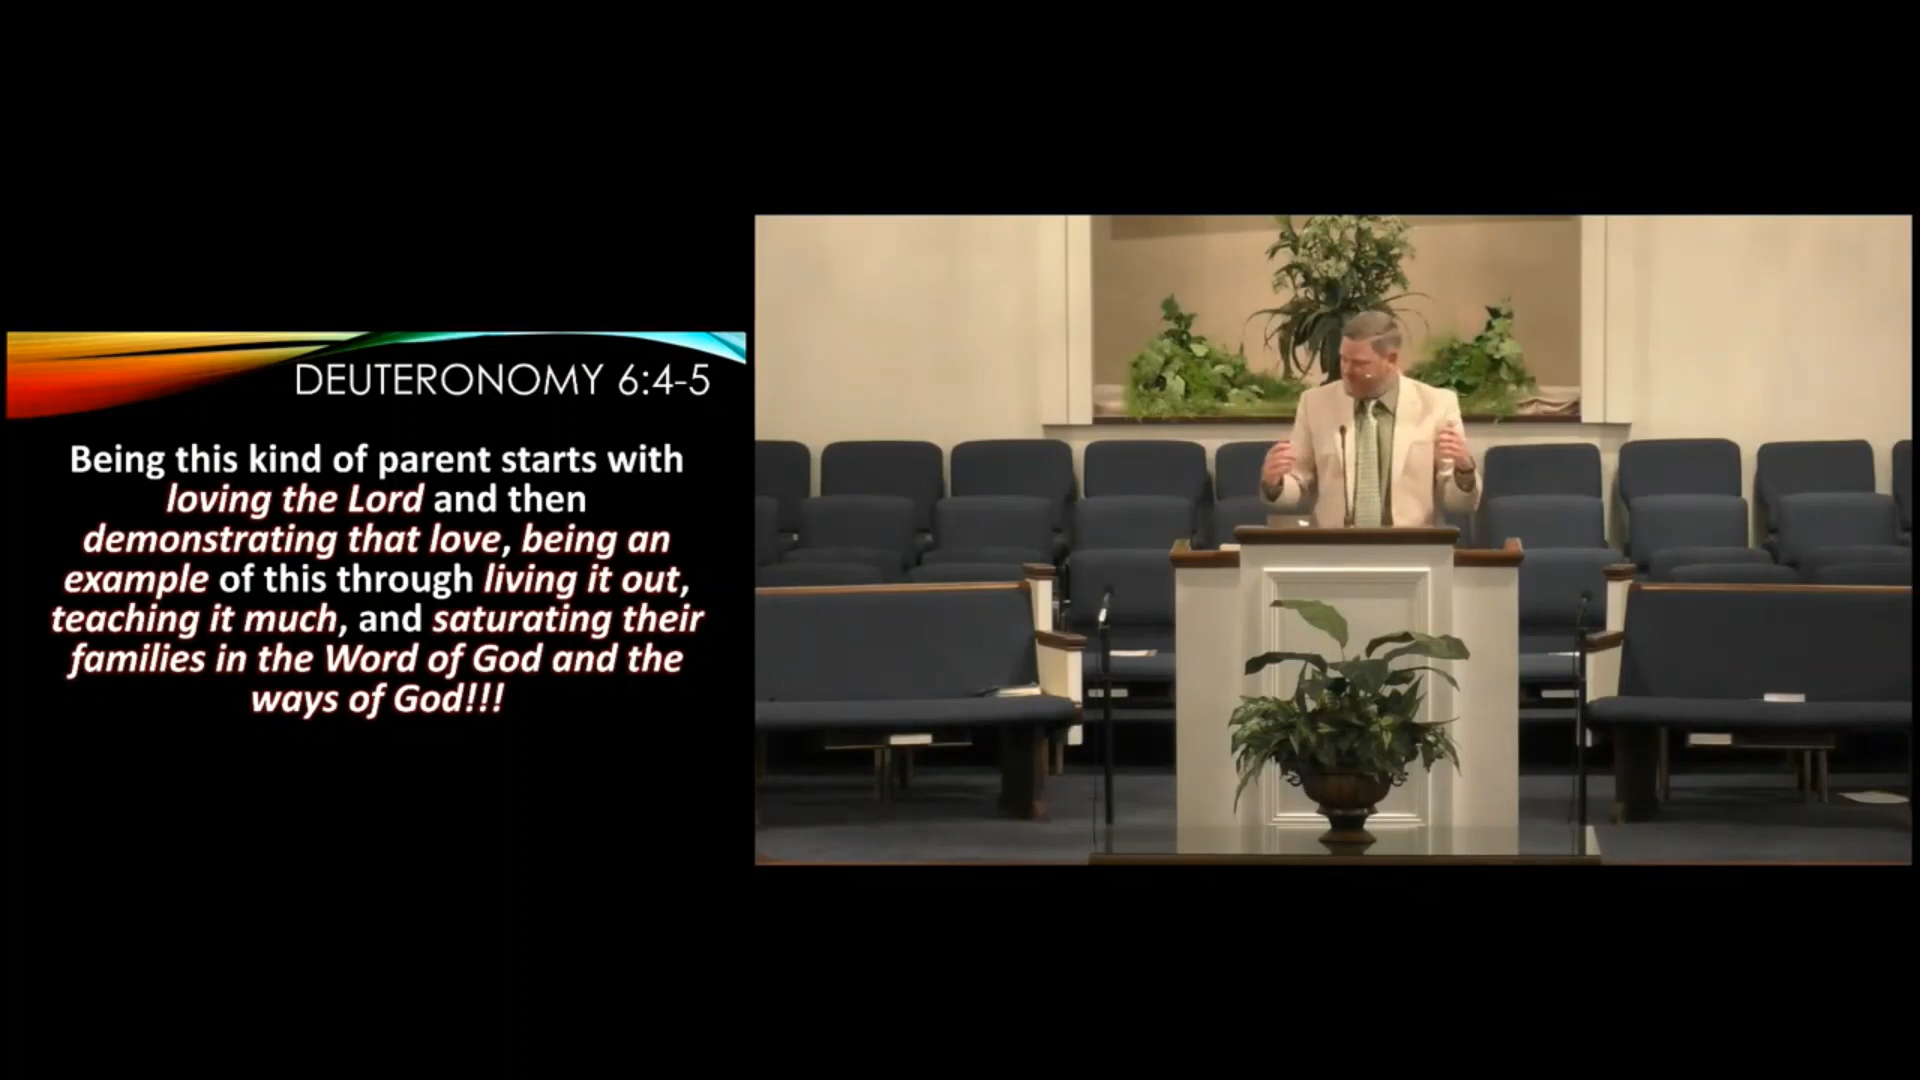 DEUTERONOMY 6:4-5
Being this kind of parent starts with
loving the Lord and then
demonstrating that love, being an
example of this through living it out,
teaching it much, and saturating their
families in the Word of God and the
ways of God!!!